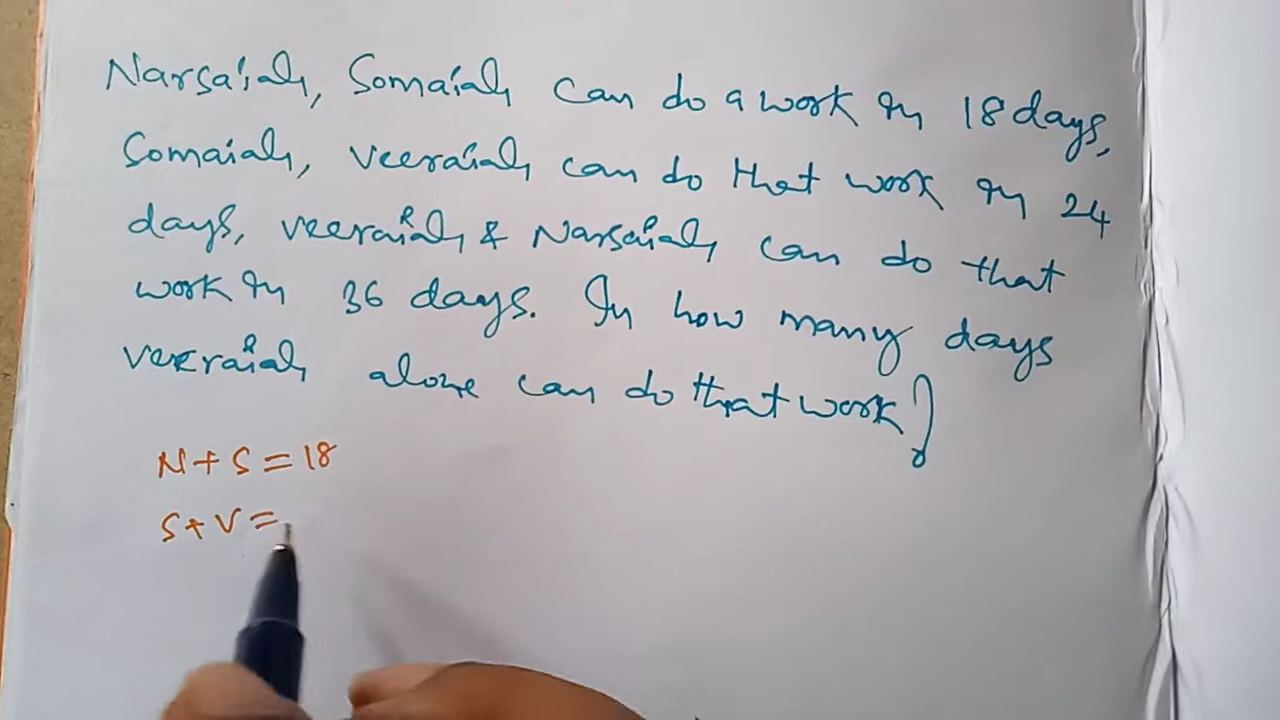 Narsaiah, Somaiah can do a work in 18 days,
Somaiah, Veeraiah can do that work in 24
days, veeraiah & Narsaiah can do that
work in 36 days. In how many days
veeraiah alone can do that work?
N+S=18
S+V=